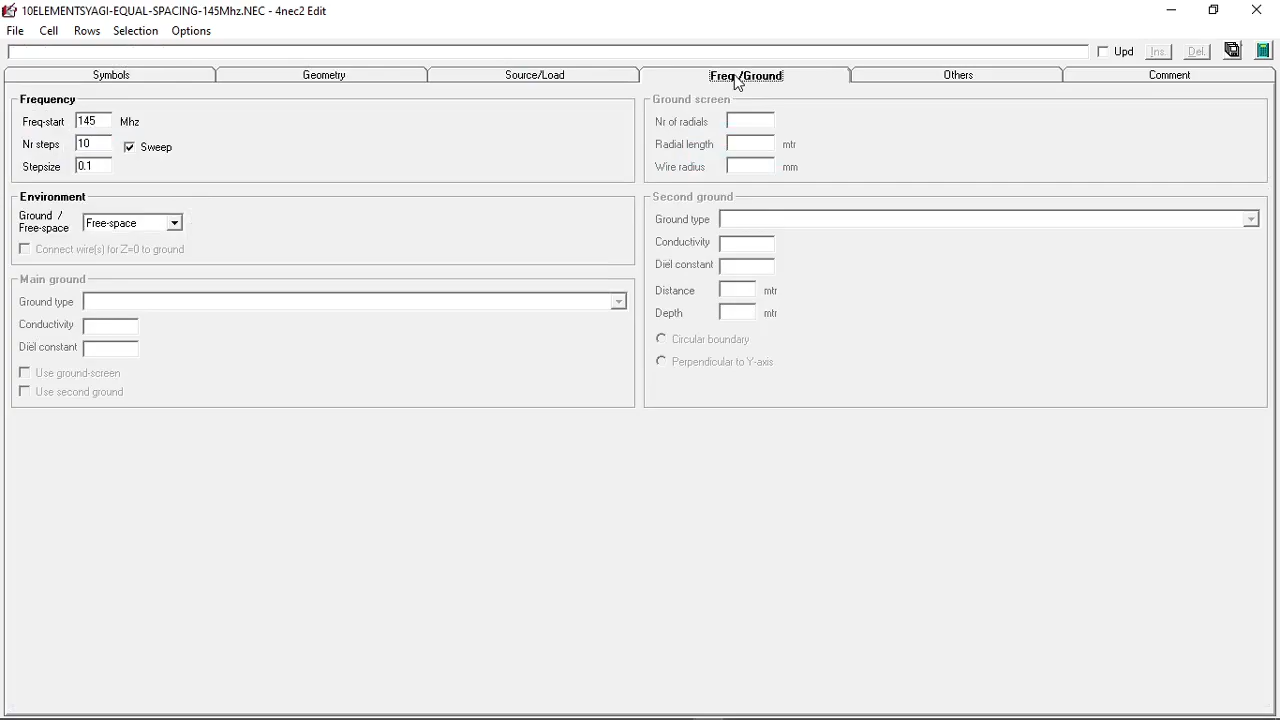 10ELEMENTSYAGI-EQUAL-SPACING-145Mhz.NEC - 4nec2 Edit
File Cell Rows Selection Options
Upd Ins Del
Symbols Geometry Source/Load Freq/Ground Others Comment
Frequency
Freq-start 145 Mhz
Nr steps 10 Sweep
Stepsize 0.1
Environment
Ground /
Free-space Free-space
Connect wire(s) for Z=0 to ground
Main ground
Ground type
Conductivity
Diël constant
Use ground-screen
Use second ground
Ground screen
Nr of radials
Radial length mtr
Wire radius mm
Second ground
Ground type
Conductivity
Diël constant
Distance mtr
Depth mtr
Circular boundary
Perpendicular to Y-axis